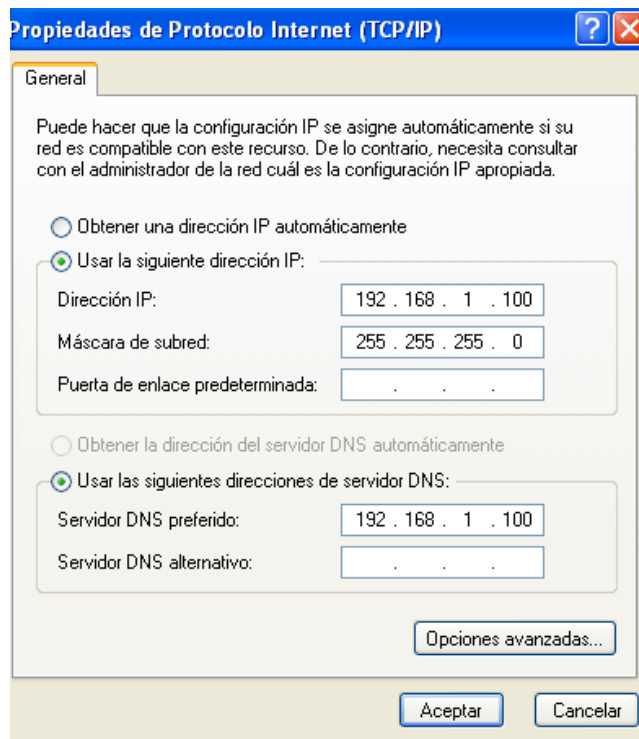 Propiedades de Protocolo Internet (TCP/IP)
General
Puede hacer que la configuración IP se asigne automáticamente si su
red es compatible con este recurso. De lo contrario, necesita consultar
con el administrador de la red cuál es la configuración IP apropiada.
Obtener una dirección IP automáticamente
Usar la siguiente dirección IP:
Dirección IP: 192 . 168 . 1 . 100
Máscara de subred: 255 . 255 . 255 . 0
Puerta de enlace predeterminada: . . .
Obtener la dirección del servidor DNS automáticamente
Usar las siguientes direcciones de servidor DNS:
Servidor DNS preferido: 192 . 168 . 1 . 100
Servidor DNS alternativo: . . .
Opciones avanzadas...
Aceptar Cancelar